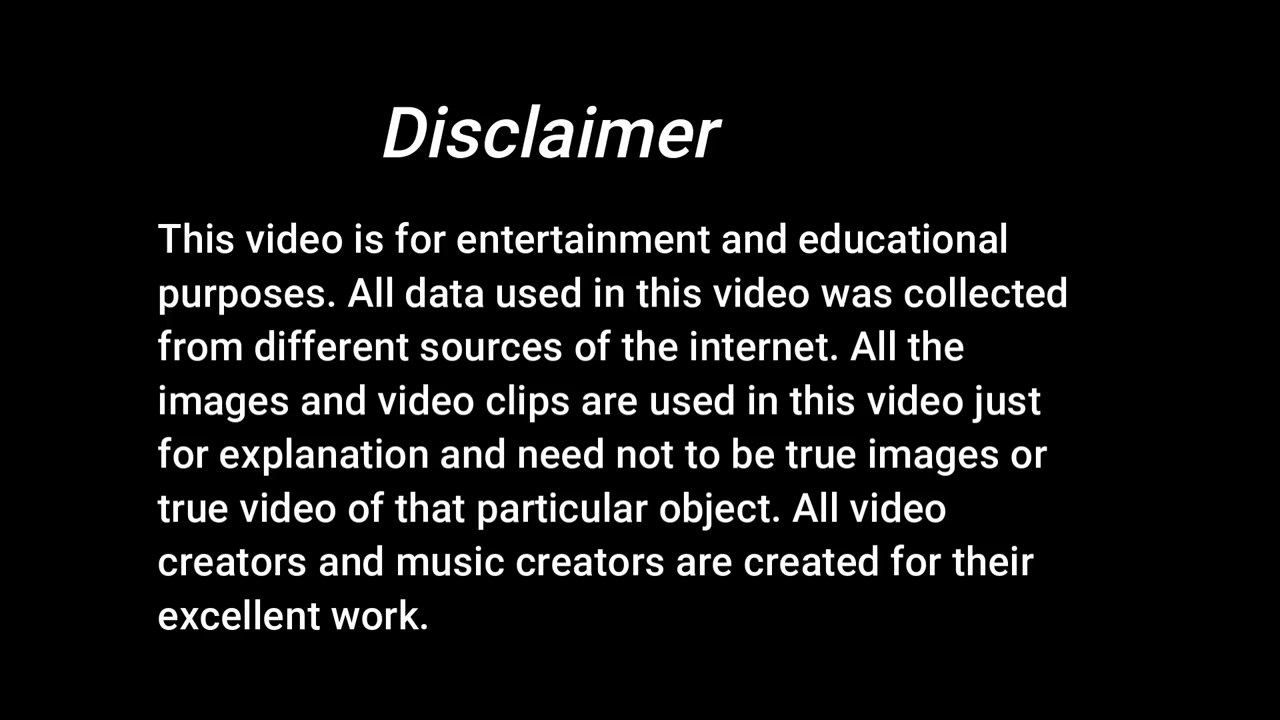 Disclaimer
This video is for entertainment and educational
purposes. All data used in this video was collected
from different sources of the internet. All the
images and video clips are used in this video just
for explanation and need not to be true images or
true video of that particular object. All video
creators and music creators are created for their
excellent work.